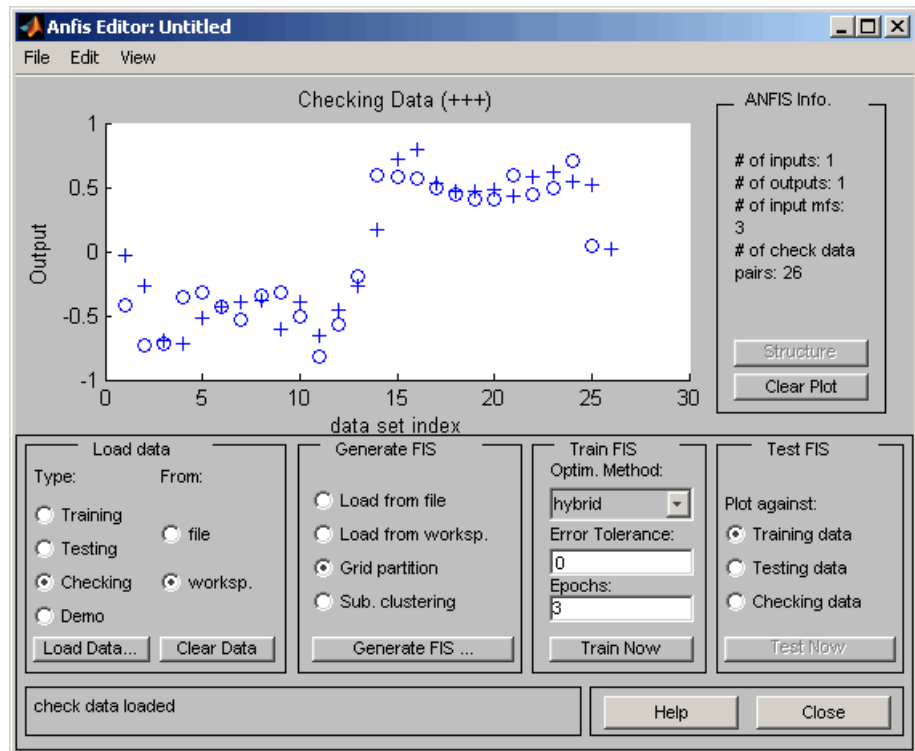 Anfis Editor: Untitled
File Edit View
Checking Data (+++)
1
0.5
0
-0.5
-1
Output
0 5 10 15 20 25 30
data set index
ANFIS Info.
# of inputs: 1
# of outputs: 1
# of input mfs:
3
# of check data
pairs: 26
Structure
Clear Plot
Load data
Type: From:
Training
Testing
Checking
Demo
file
worksp.
Load Data... Clear Data
Generate FIS
Load from file
Load from worksp.
Grid partition
Sub. clustering
Generate FIS ...
Train FIS
Optim. Method:
hybrid
Error Tolerance:
0
Epochs:
3
Train Now
Test FIS
Plot against:
Training data
Testing data
Checking data
Test Now
check data loaded
Help Close